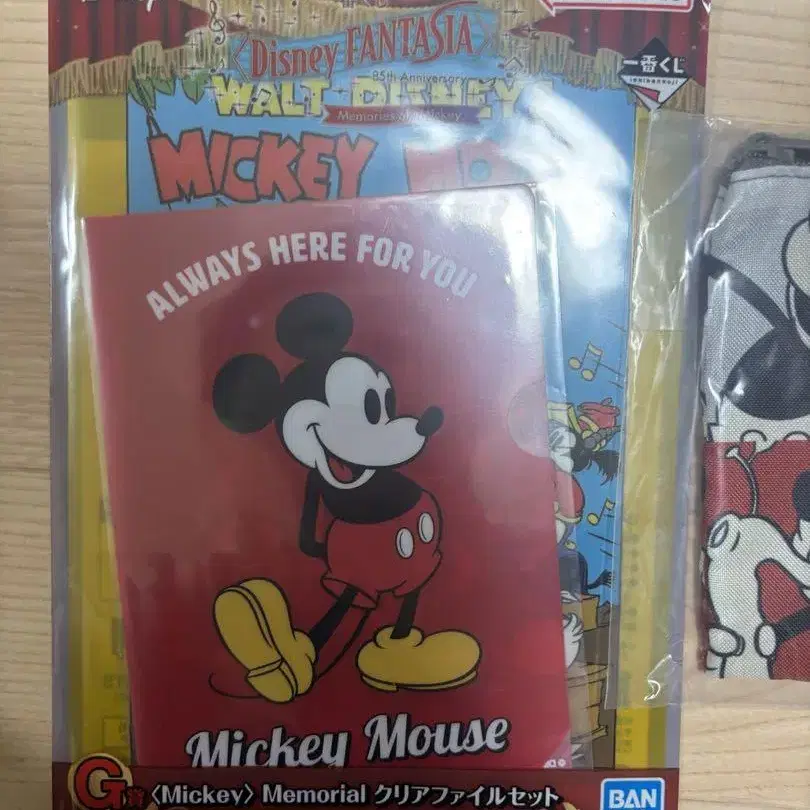 一番くじ
〈Disney FANTASIA〉
85th Anniversary
WALT DISNEY'S
Memories of Mickey
MICKEY
ALWAYS HERE FOR YOU
Mickey Mouse
G賞 〈Mickey〉 Memorial クリアファイルセット
BAN